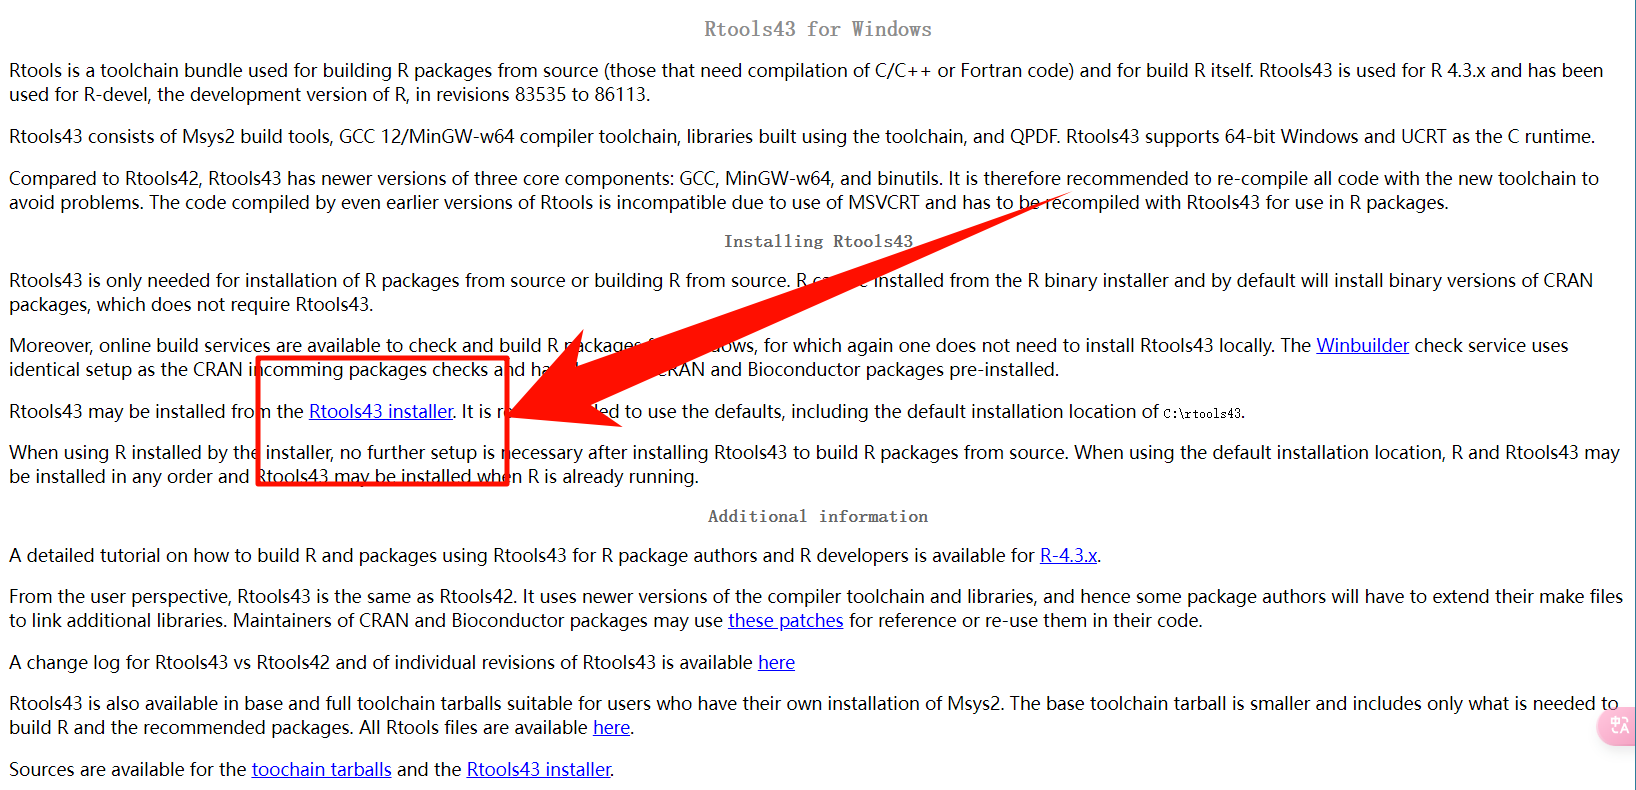 Rtools43 for Windows
Rtools is a toolchain bundle used for building R packages from source (those that need compilation of C/C++ or Fortran code) and for build R itself. Rtools43 is used for R 4.3.x and has been
used for R-devel, the development version of R, in revisions 83535 to 86113.
Rtools43 consists of Msys2 build tools, GCC 12/MinGW-w64 compiler toolchain, libraries built using the toolchain, and QPDF. Rtools43 supports 64-bit Windows and UCRT as the C runtime.
Compared to Rtools42, Rtools43 has newer versions of three core components: GCC, MinGW-w64, and binutils. It is therefore recommended to re-compile all code with the new toolchain to
avoid problems. The code compiled by even earlier versions of Rtools is incompatible due to use of MSVCRT and has to be recompiled with Rtools43 for use in R packages.
Installing Rtools43
Rtools43 is only needed for installation of R packages from source or building R from source. R installed from the R binary installer and by default will install binary versions of CRAN
packages, which does not require Rtools43.
Moreover, online build services are available to check and build R packages for which again one does not need to install Rtools43 locally. The Winbuilder check service uses
identical setup as the CRAN incomming packages checks and CRAN and Bioconductor packages pre-installed.
Rtools43 may be installed from the Rtools43 installer. It is to use the defaults, including the default installation location of C:\rtools43.
When using R installed by the installer, no further setup is necessary after installing Rtools43 to build R packages from source. When using the default installation location, R and Rtools43 may
be installed in any order and Rtools43 may be installed when R is already running.
Additional information
A detailed tutorial on how to build R and packages using Rtools43 for R package authors and R developers is available for R-4.3.x.
From the user perspective, Rtools43 is the same as Rtools42. It uses newer versions of the compiler toolchain and libraries, and hence some package authors will have to extend their make files
to link additional libraries. Maintainers of CRAN and Bioconductor packages may use these patches for reference or re-use them in their code.
A change log for Rtools43 vs Rtools42 and of individual revisions of Rtools43 is available here
Rtools43 is also available in base and full toolchain tarballs suitable for users who have their own installation of Msys2. The base toolchain tarball is smaller and includes only what is needed to
build R and the recommended packages. All Rtools files are available here.
Sources are available for the toochain tarballs and the Rtools43 installer.